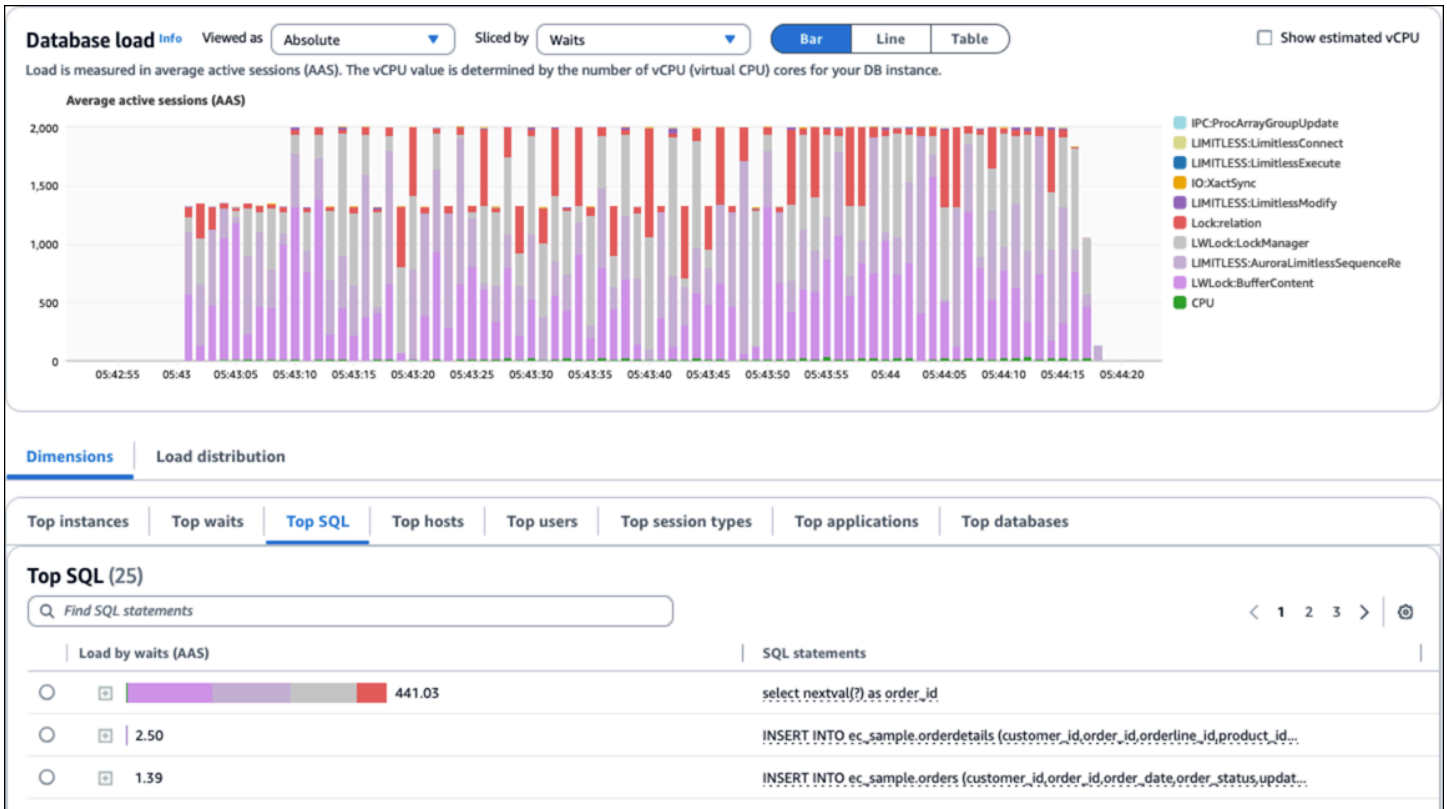 Database load Info Viewed as Absolute Sliced by Waits Bar Line Table Show estimated vCPU
Load is measured in average active sessions (AAS). The vCPU value is determined by the number of vCPU (virtual CPU) cores for your DB instance.
Average active sessions (AAS)
2,000
1,500
1,000
500
0
05:42:55 05:43 05:43:05 05:43:10 05:43:15 05:43:20 05:43:25 05:43:30 05:43:35 05:43:40 05:43:45 05:43:50 05:43:55 05:44 05:44:05 05:44:10 05:44:15 05:44:20
IPC:ProcArrayGroupUpdate
LIMITLESS:LimitlessConnect
LIMITLESS:LimitlessExecute
IO:XactSync
LIMITLESS:LimitlessModify
Lock:relation
LWLock:LockManager
LIMITLESS:AuroraLimitlessSequenceRe
LWLock:BufferContent
CPU
Dimensions Load distribution
Top instances Top waits Top SQL Top hosts Top users Top session types Top applications Top databases
Top SQL (25)
Find SQL statements 1 2 3
Load by waits (AAS) SQL statements
441.03 select nextval(?) as order_id
2.50 INSERT INTO ec_sample.orderdetails (customer_id,order_id,orderline_id,product_id...
1.39 INSERT INTO ec_sample.orders (customer_id,order_id,order_date,order_status,updat...